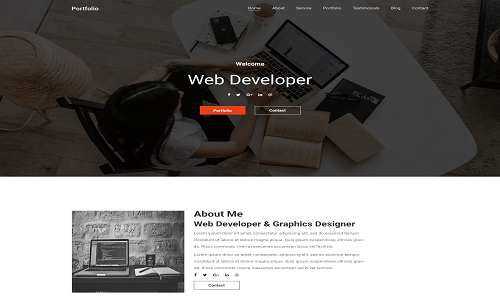 Portfolio
Home About Service Portfolio Testimonials Blog Contact
Welcome
Web Developer
Portfolio Contact
About Me
Web Developer & Graphics Designer
Lorem ipsum dolor sit amet, consectetur adipiscing elit, sed do eiusmod tempor
incididunt ut labore et dolore magna aliqua. Quis ipsum suspendisse ultrices gravi
da. Risus commodo viverra maecenas accumsan lacus vel facilisis.
Lorem ipsum dolor sit amet, consectetur adipiscing elit, sed do eiusmod tempor
incididunt ut labore et dolore magna aliqua. Quis ipsum suspendisse ultrices gravi
da. Risus commodo viverra maecenas accumsan lacus vel facilisis.
Contact